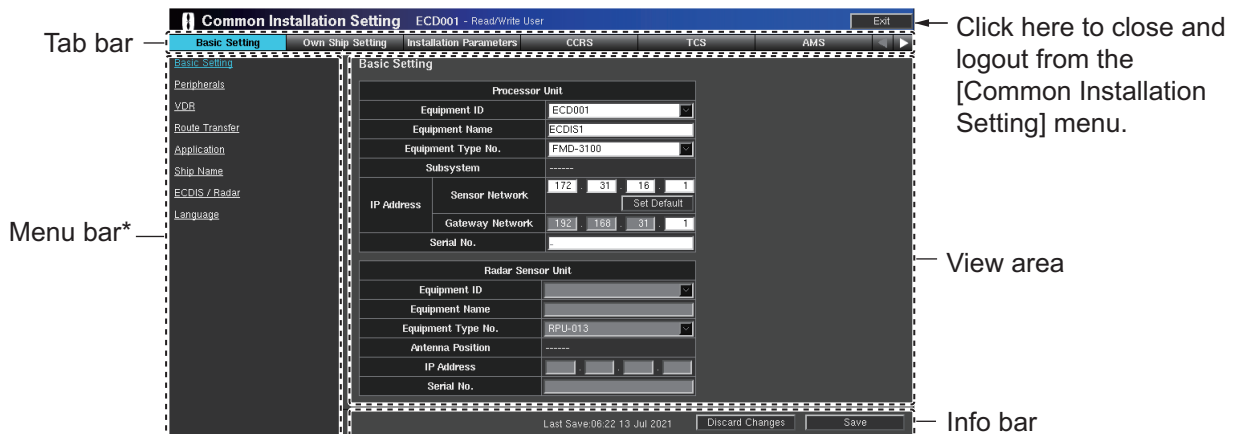 Common Installation Setting ECD001 - Read/Write User Exit
Click here to close and
logout from the
[Common Installation
Setting] menu.
Tab bar
Basic Setting Own Ship Setting Installation Parameters CCRS TCS AMS
Basic Setting
Peripherals
VDR
Route Transfer
Application
Ship Name
ECDIS / Radar
Language
Menu bar*
Basic Setting
Processor Unit
Equipment ID ECD001
Equipment Name ECDIS1
Equipment Type No. FMD-3100
Subsystem ------
IP Address
Sensor Network 172 . 31 . 16 . 1
Set Default
Gateway Network 192 . 168 . 31 . 1
Serial No. -
Radar Sensor Unit
Equipment ID
Equipment Name
Equipment Type No. RPU-013
Antenna Position ------
IP Address . . .
Serial No.
View area
Last Save:06:22 13 Jul 2021 Discard Changes Save
Info bar